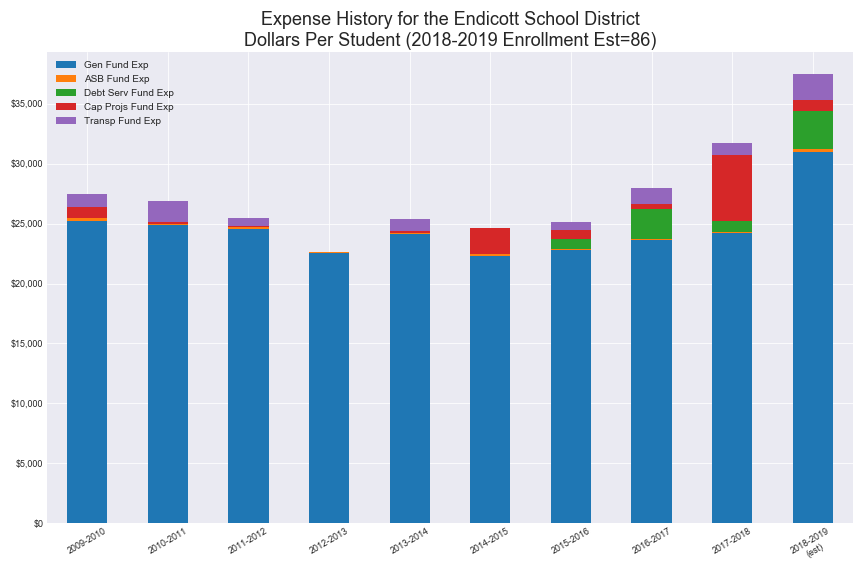 Expense History for the Endicott School District
Dollars Per Student (2018-2019 Enrollment Est=86)
Gen Fund Exp
ASB Fund Exp
Debt Serv Fund Exp
Cap Projs Fund Exp
Transp Fund Exp
$35,000
$30,000
$25,000
$20,000
$15,000
$10,000
$5,000
$0
2009-2010
2010-2011
2011-2012
2012-2013
2013-2014
2014-2015
2015-2016
2016-2017
2017-2018
2018-2019
(est)